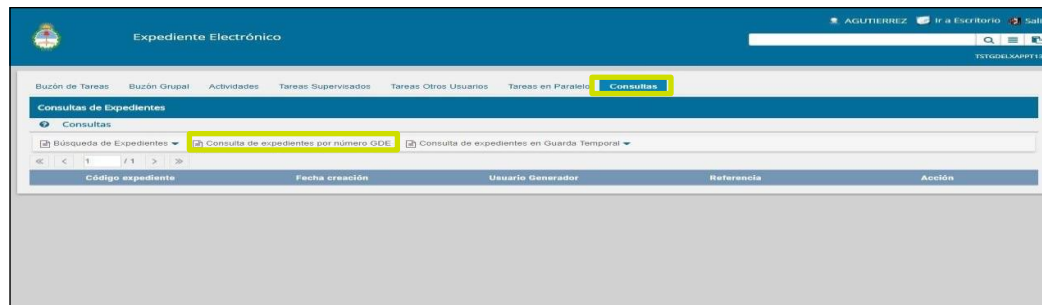 AGUTIERREZ Ir a Escritorio Sali
Expediente Electrónico
TSTGDELXAPPT13
Buzón de Tareas Buzón Grupal Actividades Tareas Supervisados Tareas Otros Usuarios Tareas en Paralelo Consultas
Consultas de Expedientes
Consultas
Búsqueda de Expedientes Consulta de expedientes por número GDE Consulta de expedientes en Guarda Temporal
1 / 1
Código expediente Fecha creación Usuario Generador Referencia Acción